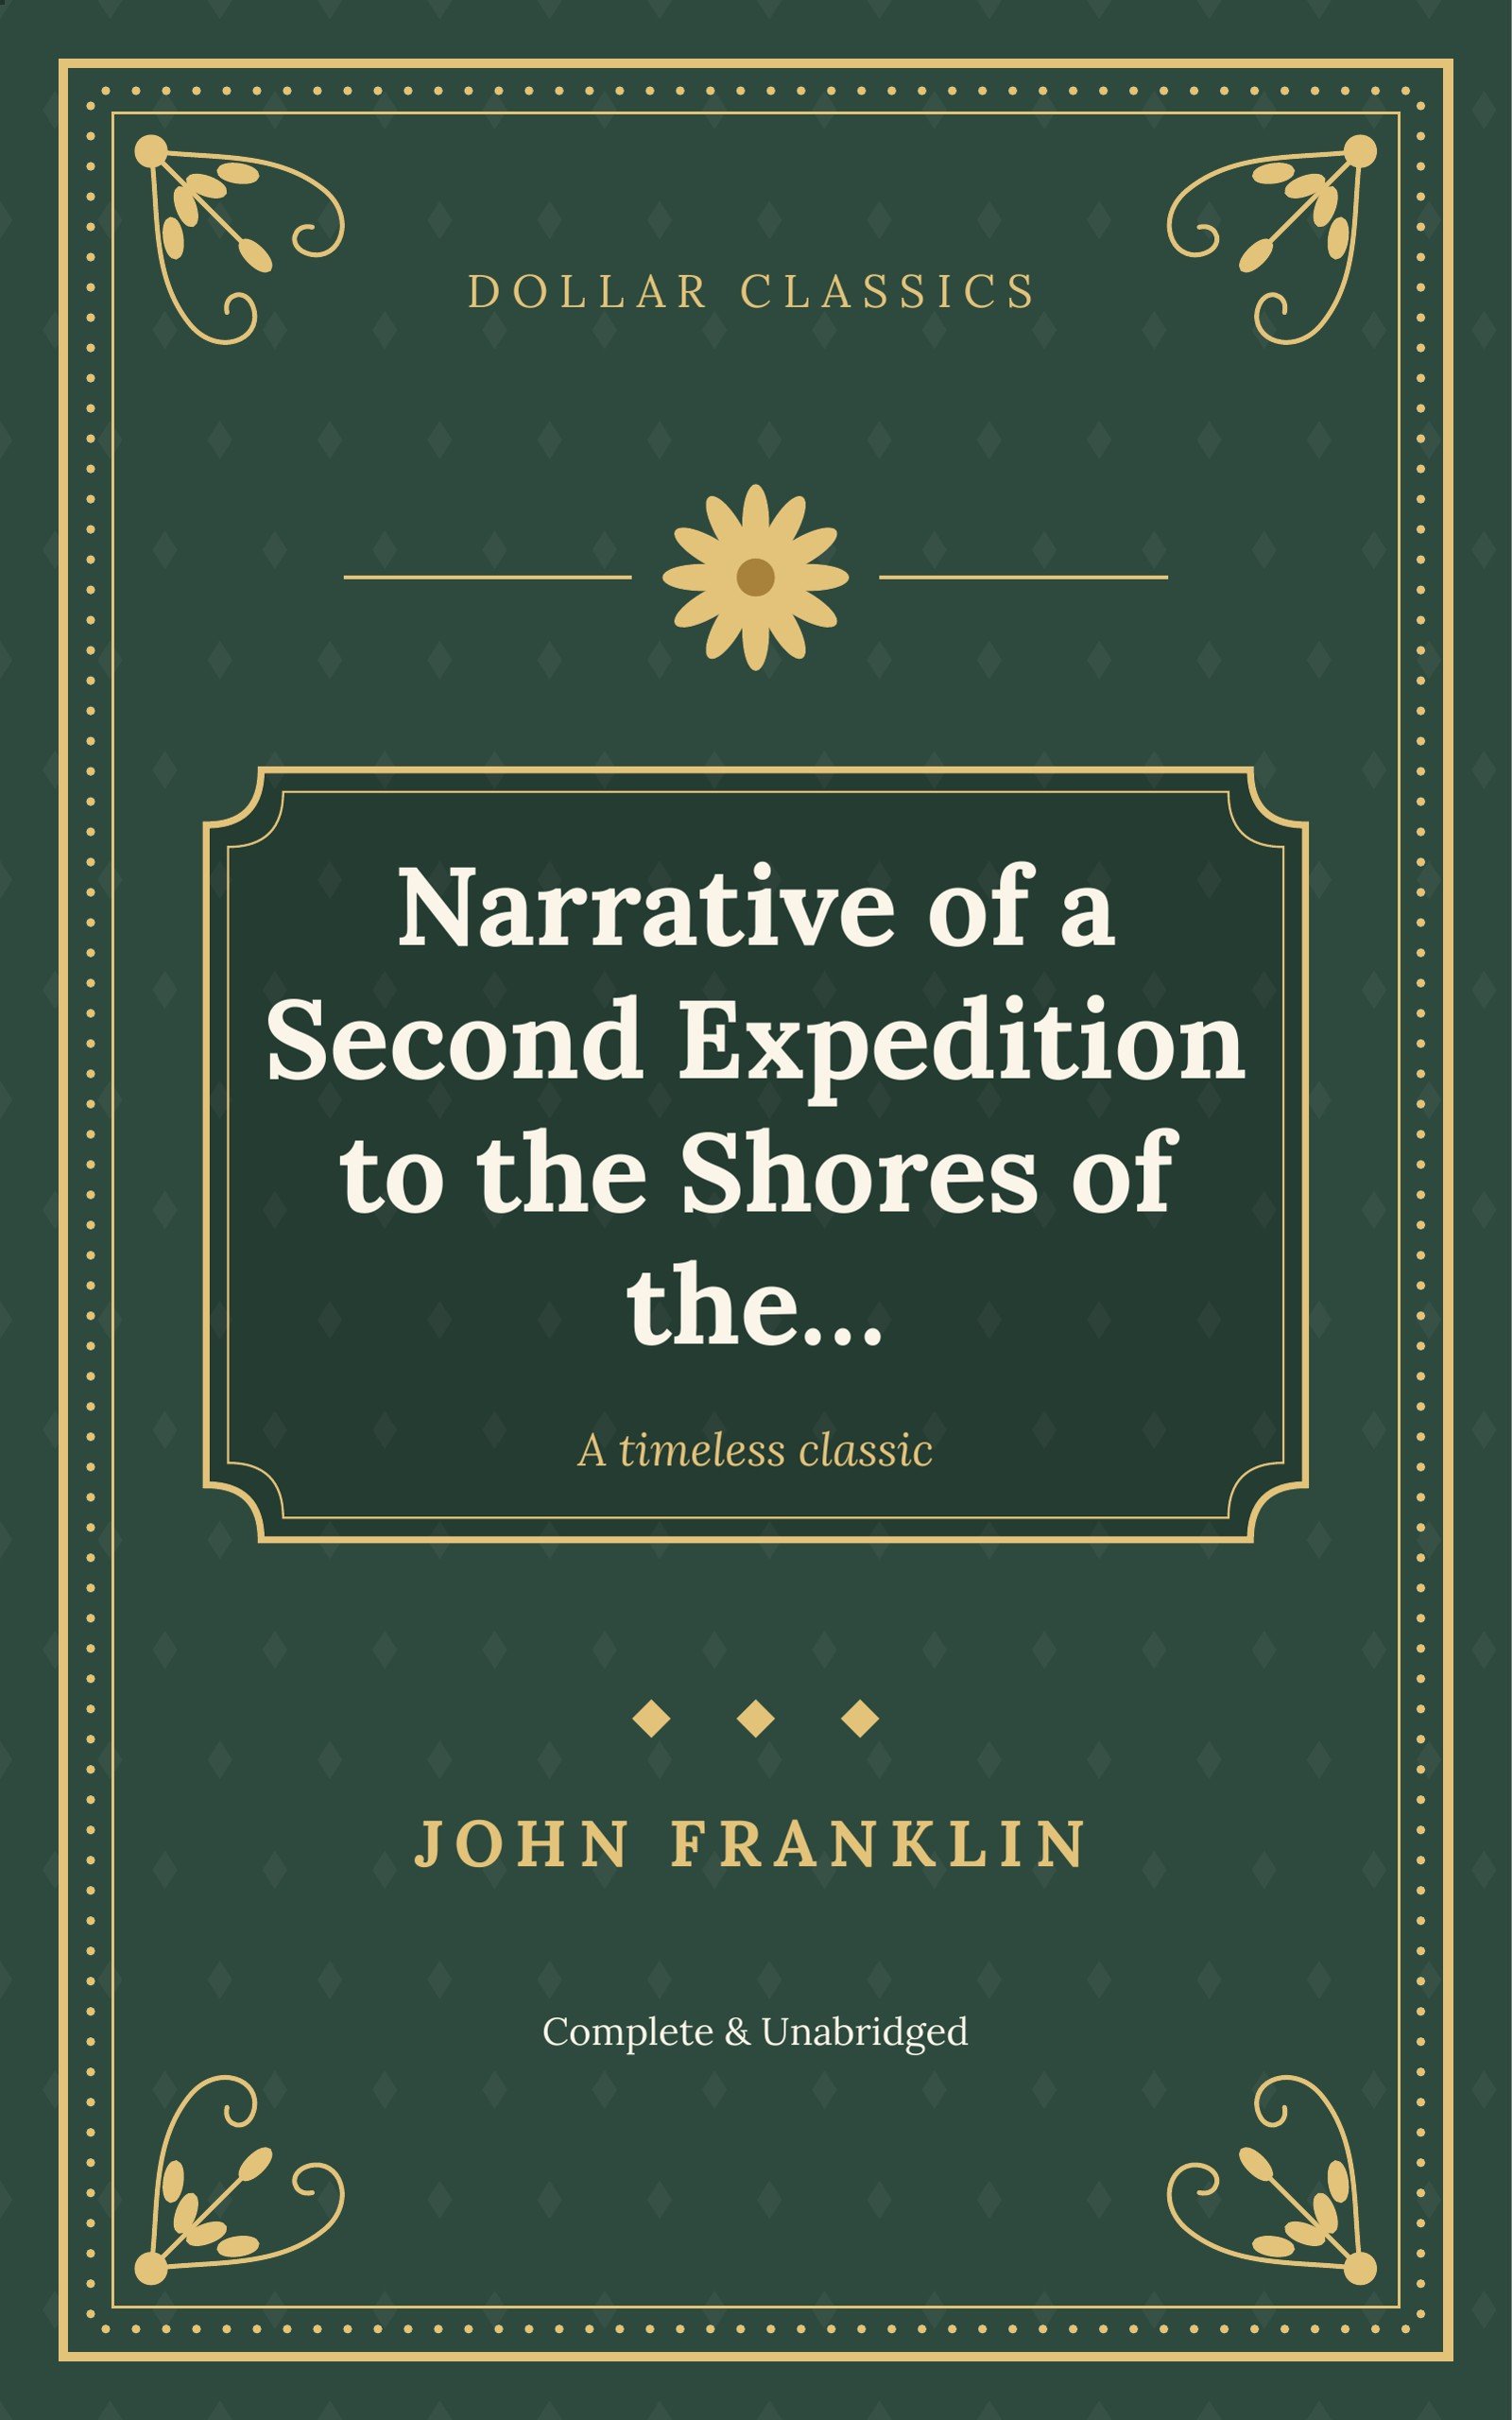 DOLLAR CLASSICS
Narrative of a
Second Expedition
to the Shores of
the...
A timeless classic
JOHN FRANKLIN
Complete & Unabridged